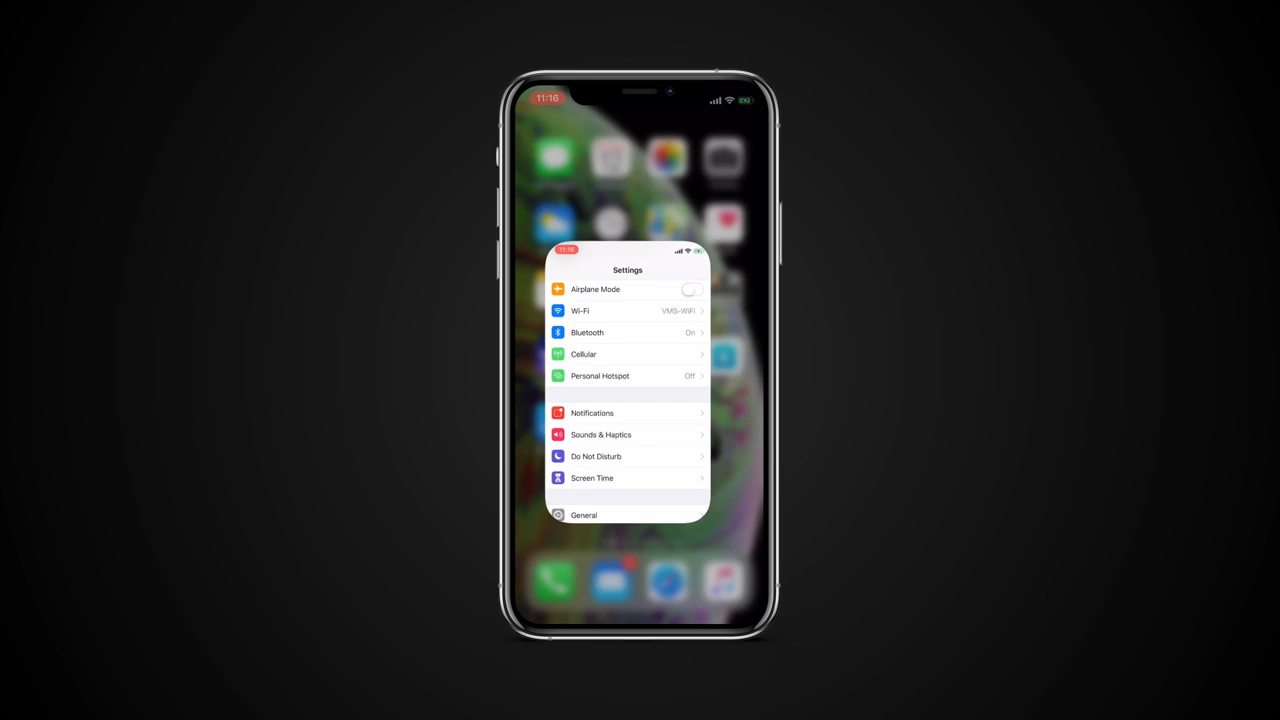 11:16
11:16
Settings
Airplane Mode
Wi-Fi VMS-WiFi
Bluetooth On
Cellular
Personal Hotspot Off
Notifications
Sounds & Haptics
Do Not Disturb
Screen Time
General